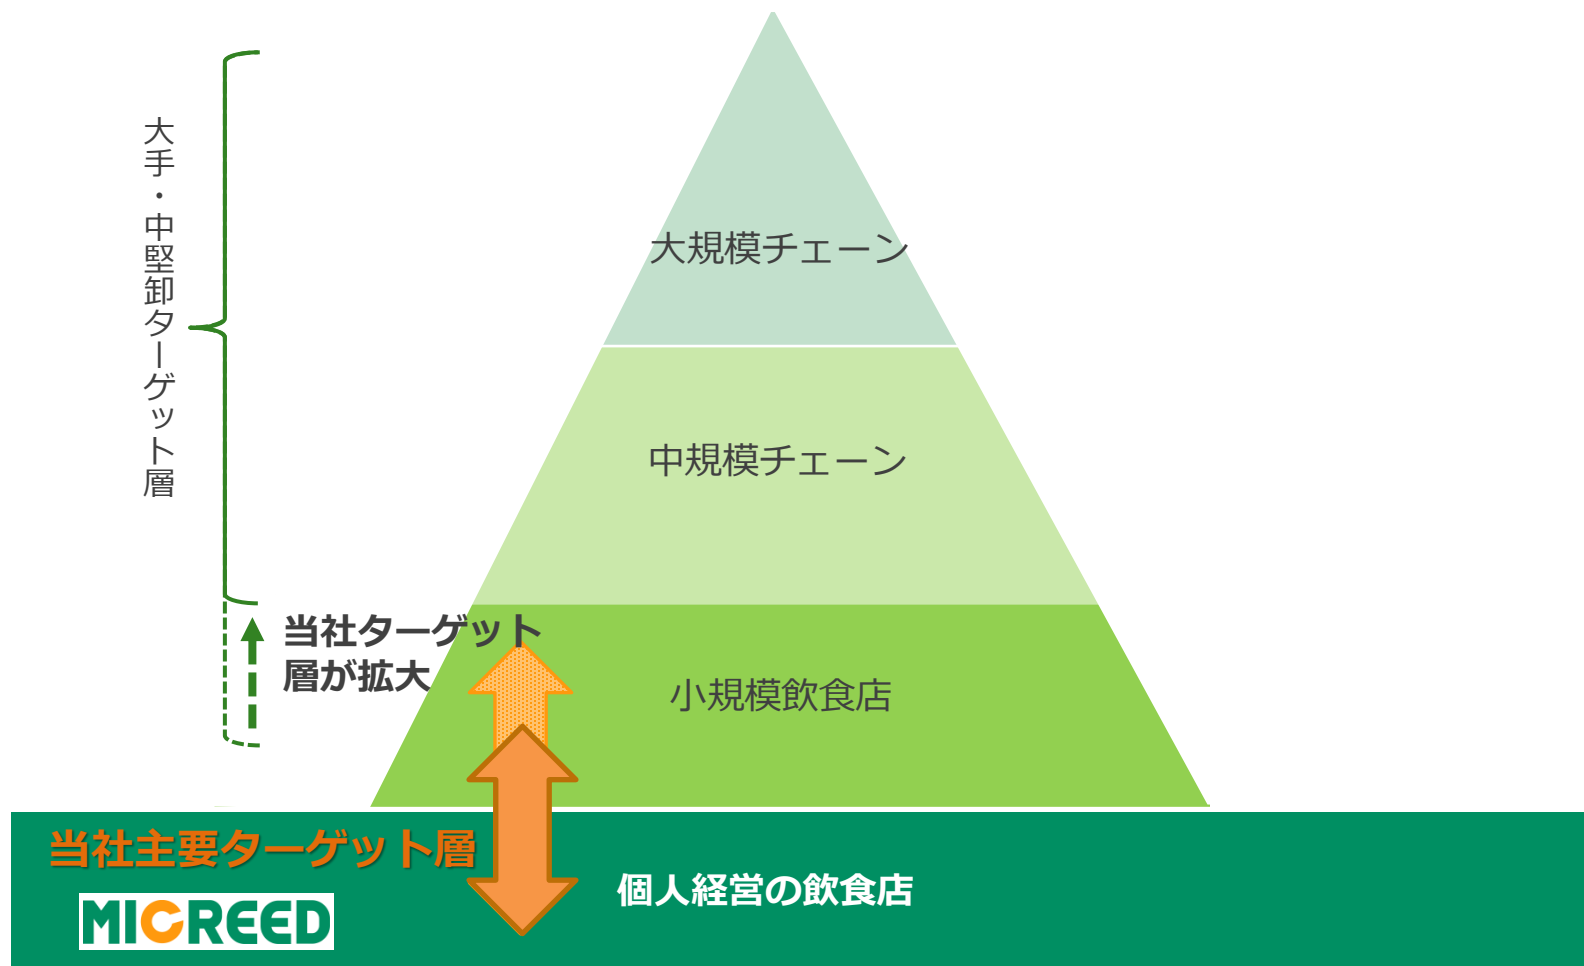 大手・中堅卸ターゲット層
大規模チェーン
中規模チェーン
当社ターゲット
層が拡大
小規模飲食店
当社主要ターゲット層
個人経営の飲食店
MICREED